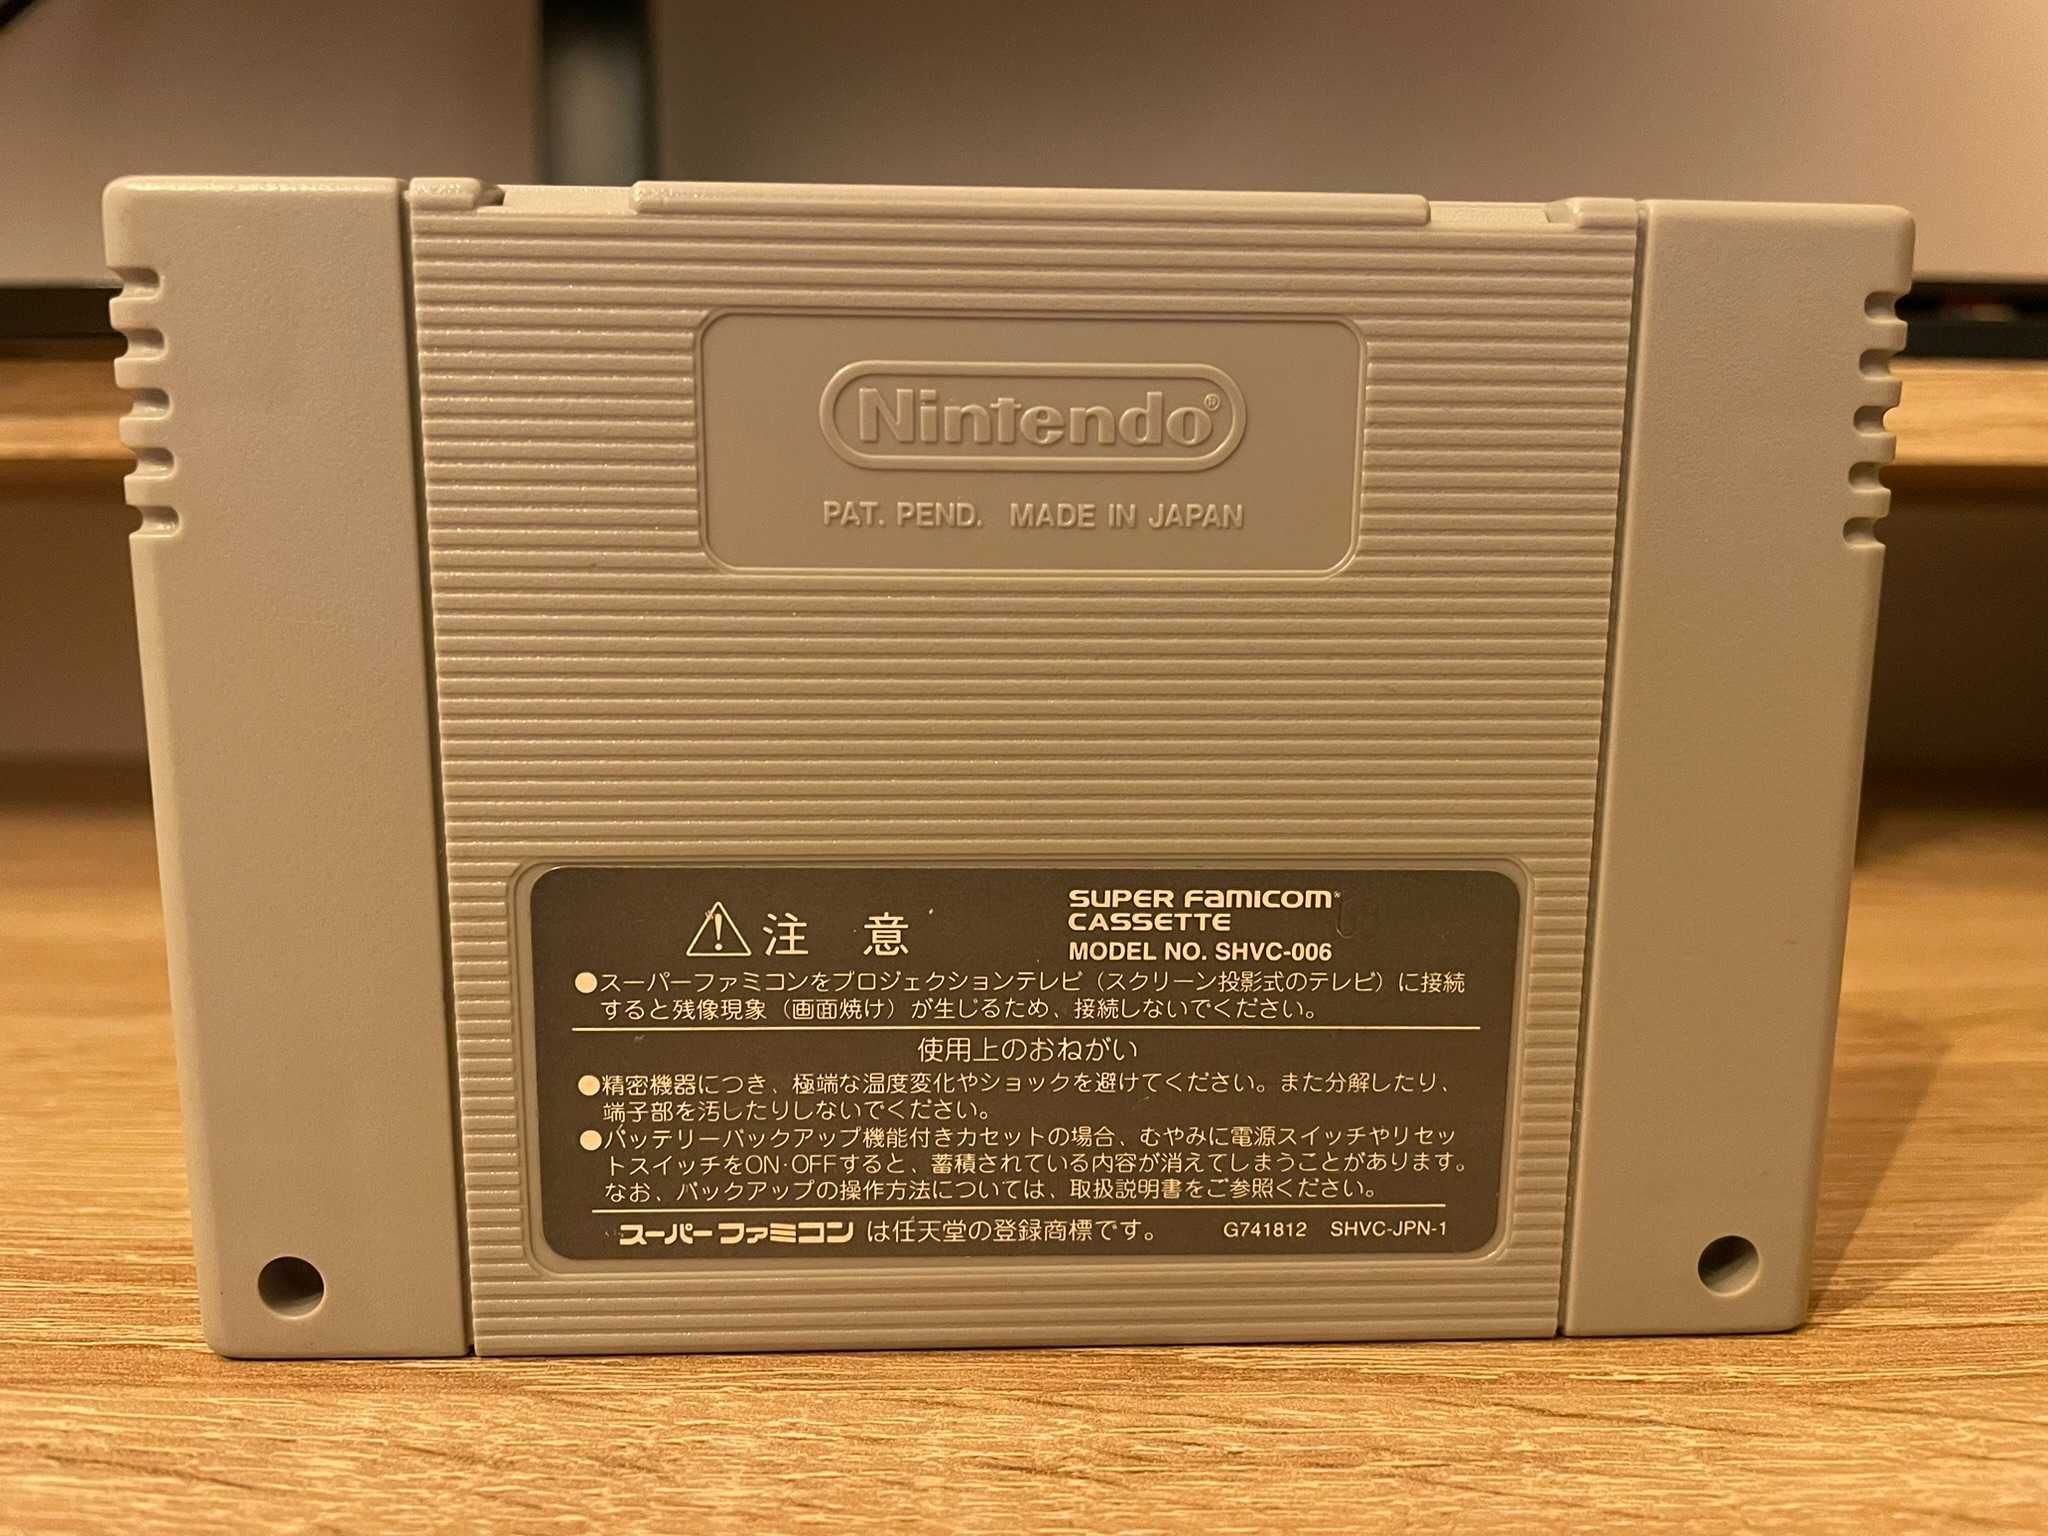 Nintendo®
PAT. PEND. MADE IN JAPAN
注 意
SUPER FAMICOM®
CASSETTE
MODEL NO. SHVC-006
●スーパーファミコンをプロジェクションテレビ(スクリーン投影式のテレビ)に接続
すると残像現象(画面焼け)が生じるため、接続しないでください。
使用上のおねがい
●精密機器につき、極端な温度変化やショックを避けてください。また分解したり、
端子部を汚したりしないでください。
●バッテリーバックアップ機能付きカセットの場合、むやみに電源スイッチやリセッ
トスイッチをON·OFFすると、蓄積されている内容が消えてしまうことがあります。
なお、バックアップの操作方法については、取扱説明書をご参照ください。
スーパーファミコン は任天堂の登録商標です。 G741812 SHVC-JPN-1